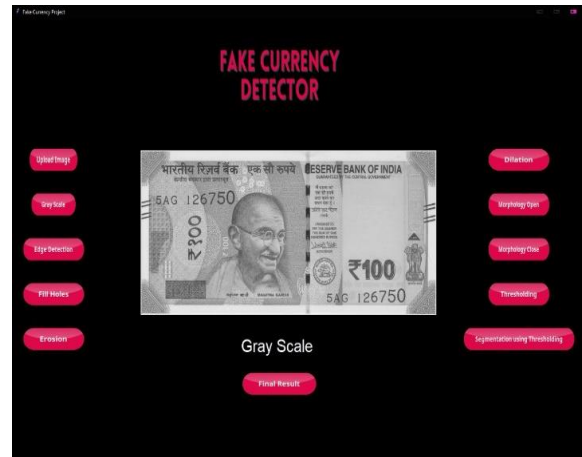 Fake Currency Project
FAKE CURRENCY
DETECTOR
Upload Image
Gray Scale
Edge Detection
Fill Holes
Erosion
भारतीय रिज़र्व बैंक एक सौ रुपये RESERVE BANK OF INDIA
5AG 126750
₹१००
₹100
5AG 126750
Dilation
Morphology Open
Morphology Close
Thresholding
Segmentation using Thresholding
Gray Scale
Final Result